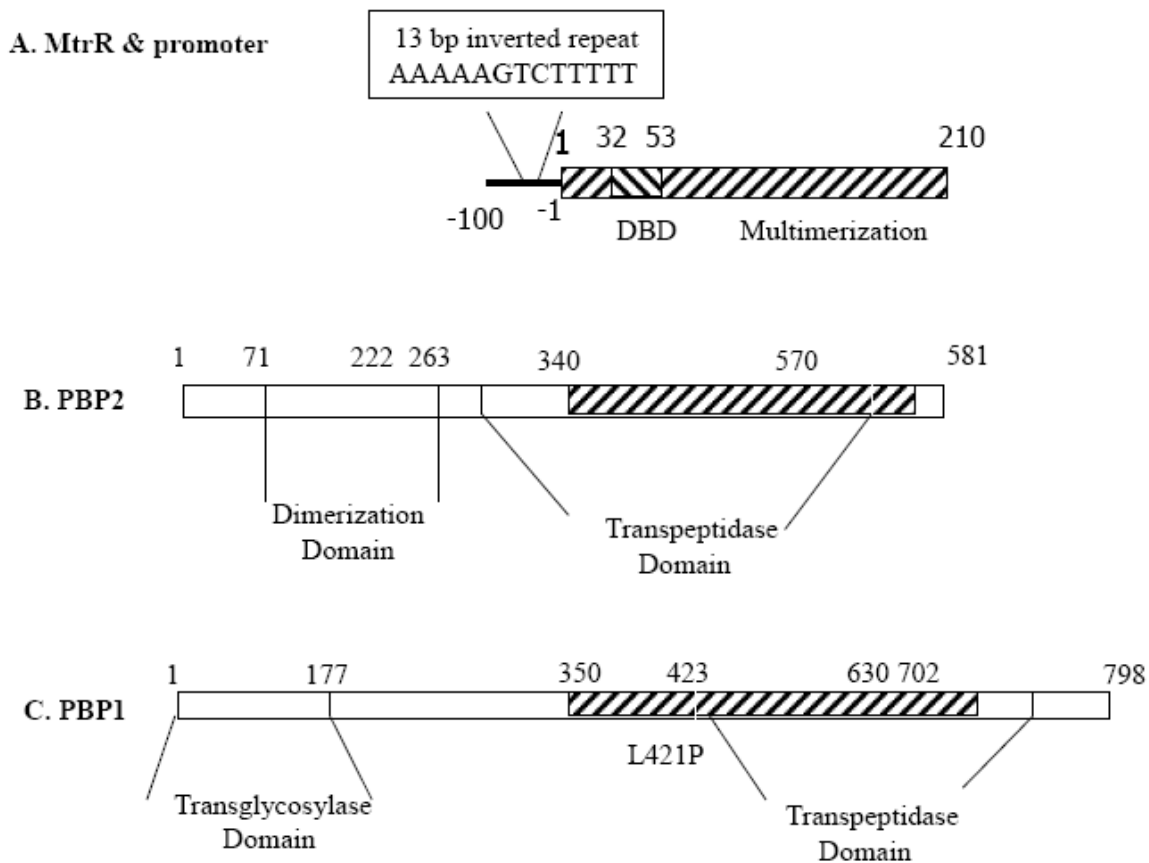 A. MtrR & promoter
13 bp inverted repeat
AAAAAGTCTTTTT
1 32 53 210
-100 -1
DBD Multimerization
1 71 222 263 340 570 581
B. PBP2
Dimerization
Domain
Transpeptidase
Domain
1 177 350 423 630 702 798
C. PBP1
L421P
Transglycosylase
Domain
Transpeptidase
Domain